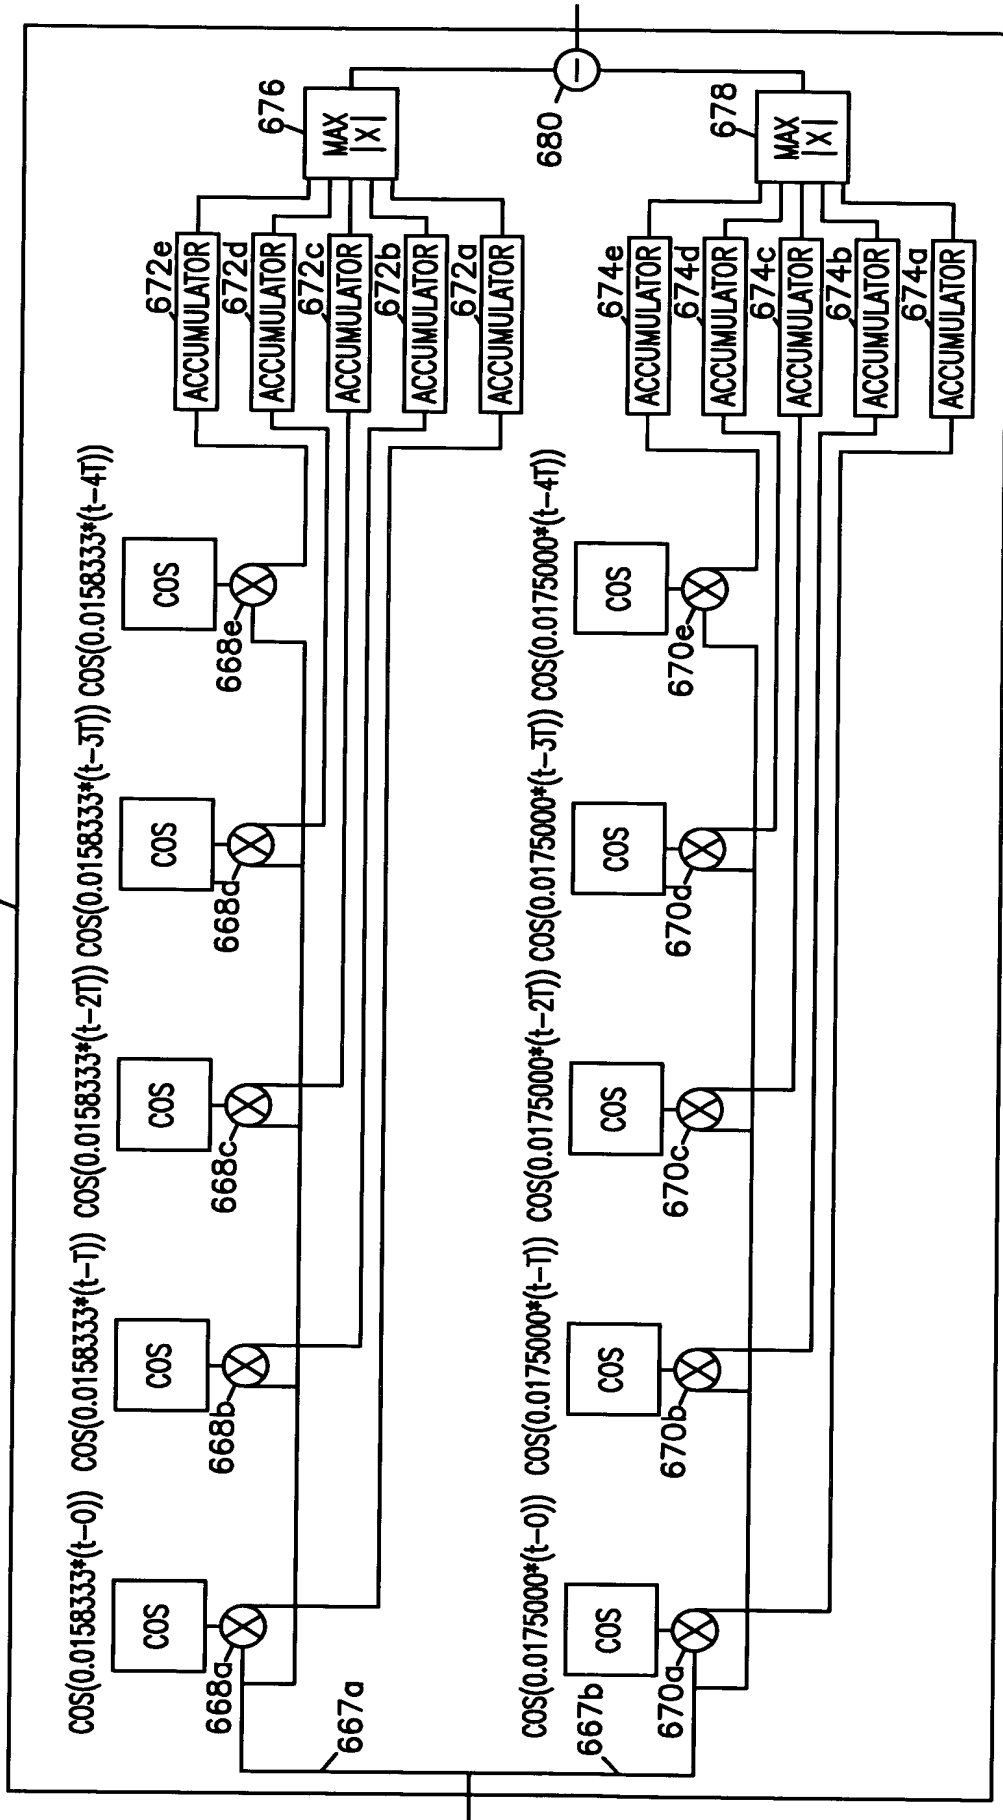 COS(0.0158333*(t-0)) COS(0.0158333*(t-T)) COS(0.0158333*(t-2T)) COS(0.0158333*(t-3T)) COS(0.0158333*(t-4T))
COS COS COS COS COS
668a 668b 668c 668d 668e
667a
672e
ACCUMULATOR
672d
ACCUMULATOR
672c
ACCUMULATOR
672b
ACCUMULATOR
672a
ACCUMULATOR
676
MAX
|X|
680
−
COS(0.0175000*(t-0)) COS(0.0175000*(t-T)) COS(0.0175000*(t-2T)) COS(0.0175000*(t-3T)) COS(0.0175000*(t-4T))
COS COS COS COS COS
667b
670a 670b 670c 670d 670e
674e
ACCUMULATOR
674d
ACCUMULATOR
674c
ACCUMULATOR
674b
ACCUMULATOR
674a
ACCUMULATOR
678
MAX
|X|